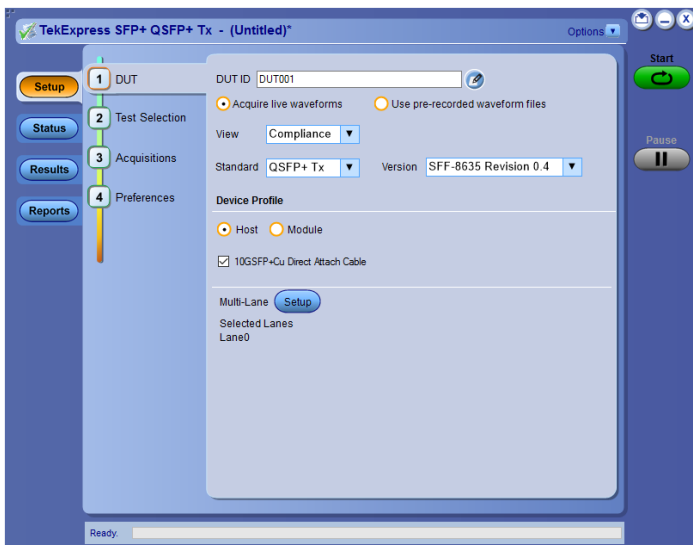 TekExpress SFP+ QSFP+ Tx - (Untitled)*
Options
Start
Pause
Setup
Status
Results
Reports
1 DUT
2 Test Selection
3 Acquisitions
4 Preferences
DUT ID DUT001
Acquire live waveforms Use pre-recorded waveform files
View Compliance
Standard QSFP+ Tx Version SFF-8635 Revision 0.4
Device Profile
Host Module
10GSFP+Cu Direct Attach Cable
Multi-Lane Setup
Selected Lanes
Lane0
Ready.